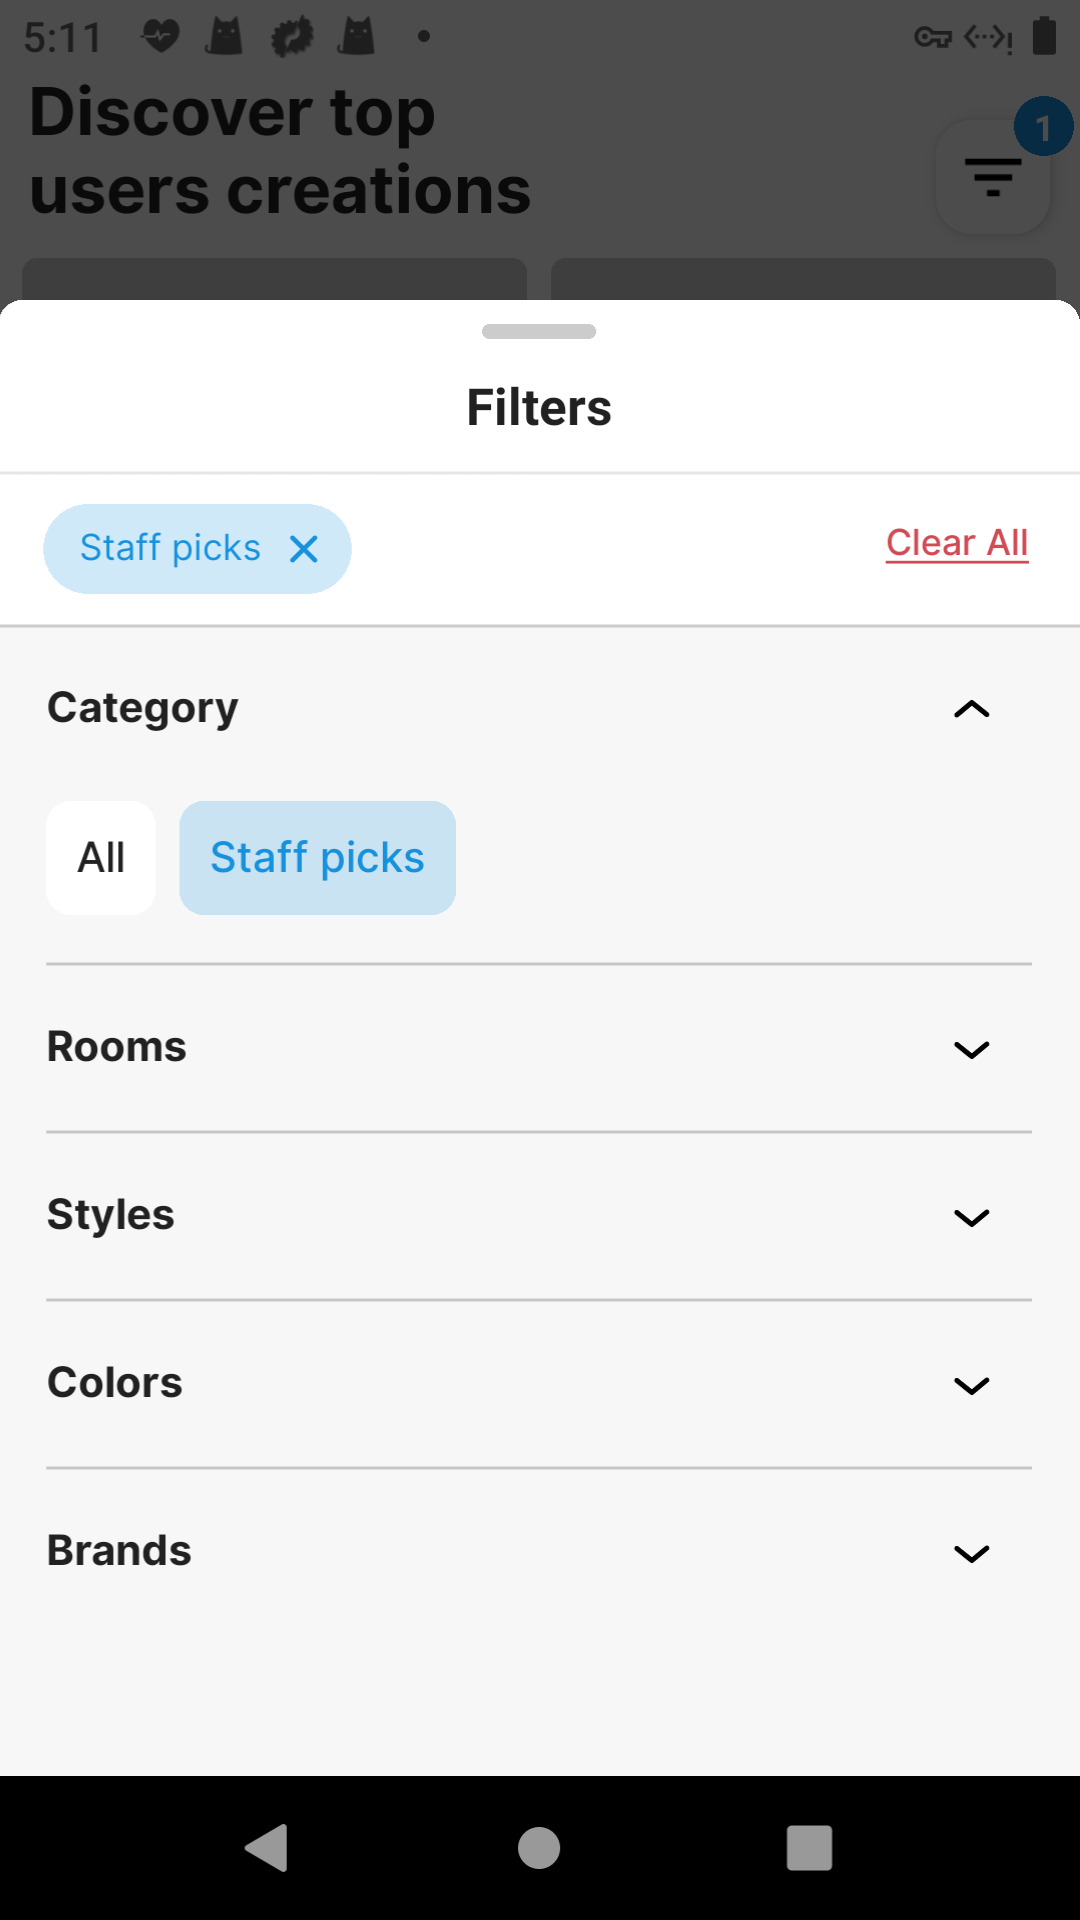 5:11
Discover top
users creations
1
Filters
Staff picks
Clear All
Category
All
Staff picks
Rooms
Styles
Colors
Brands